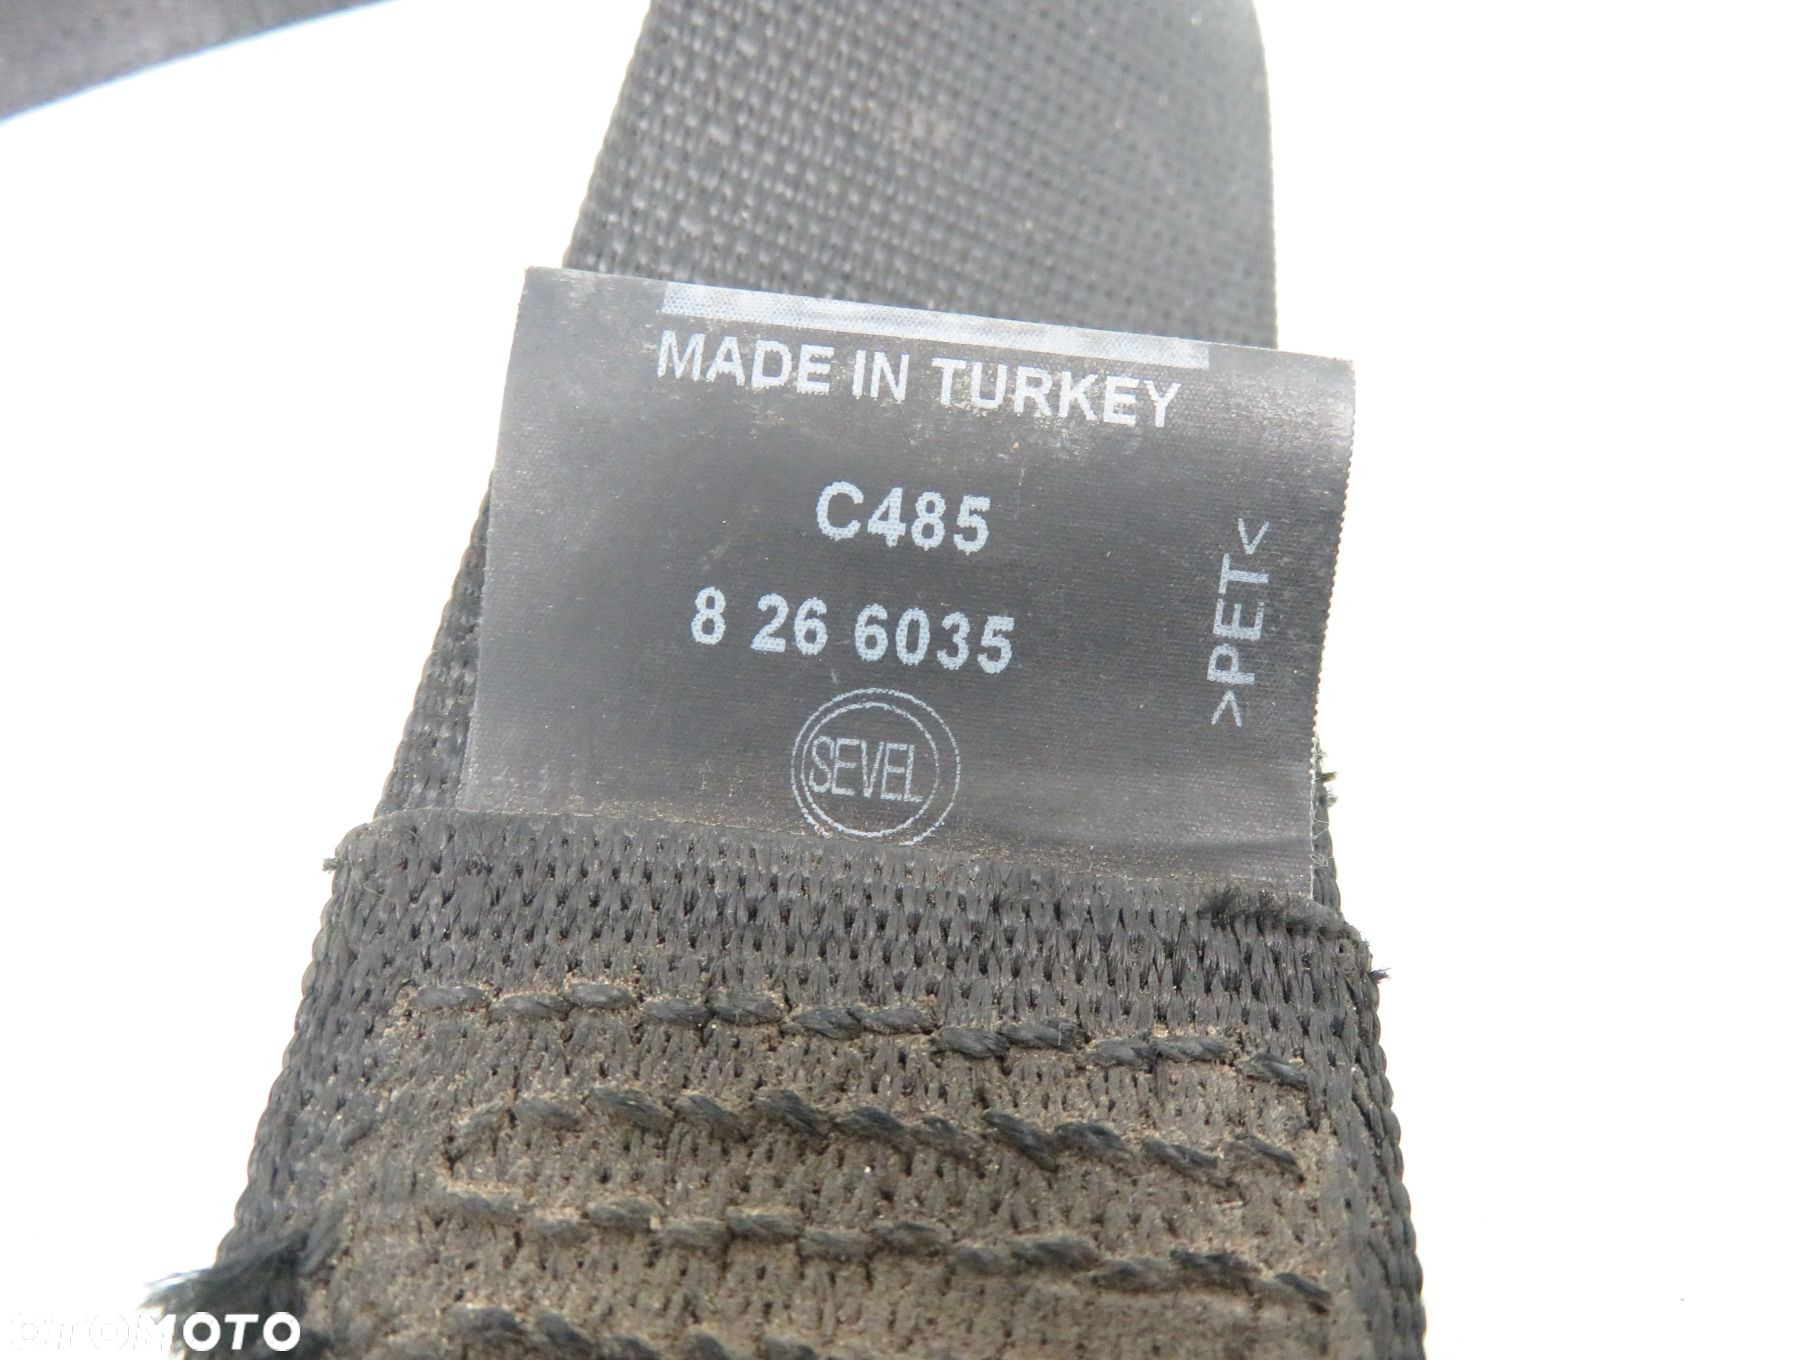 MADE IN TURKEY
C485
8 26 6035
>PET<
SEVEL
OTOMOTO